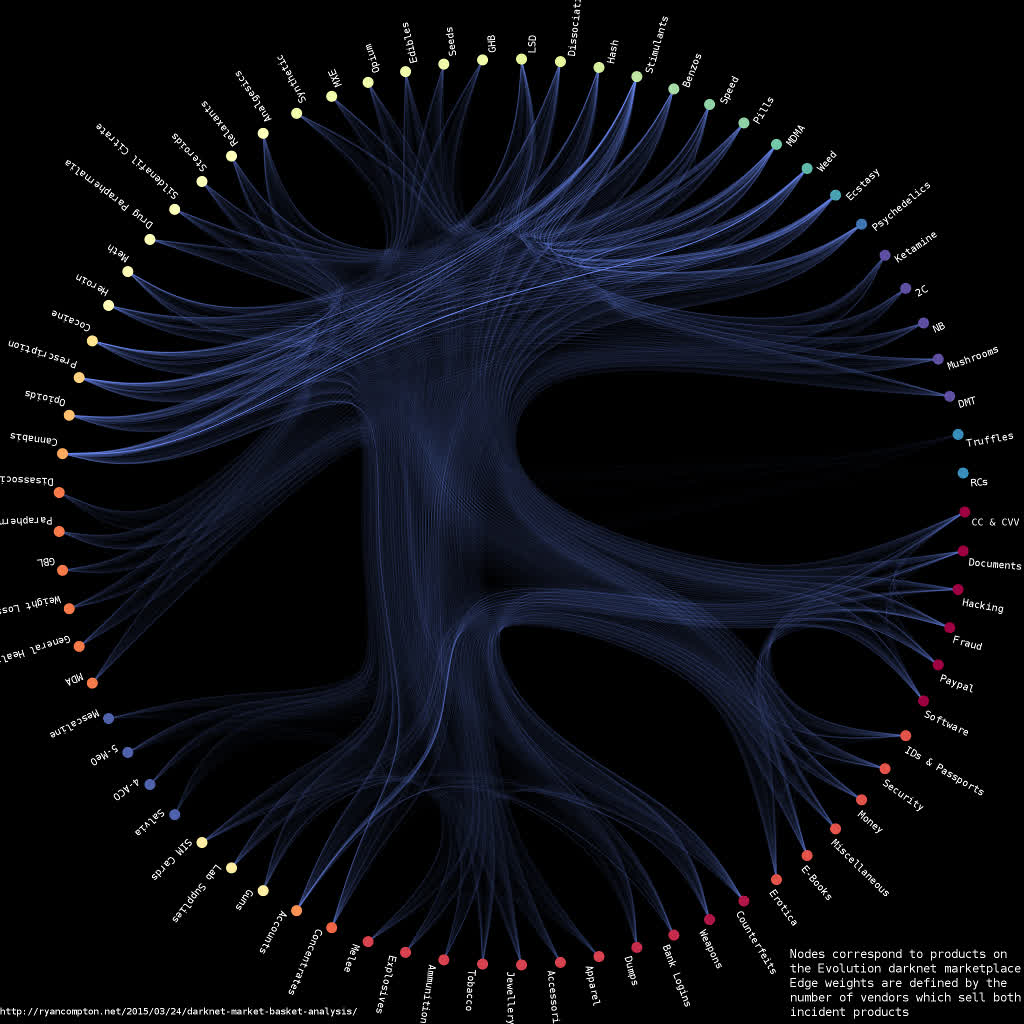 GHB
LSD
Dissociati
Hash
Stimulants
Benzos
Speed
Pills
MDMA
Weed
Ecstasy
Psychedelics
Ketamine
2C
NB
Mushrooms
DMT
Truffles
RCs
CC & CVV
Documents
Hacking
Fraud
Paypal
Software
IDs & Passports
Security
Money
Miscellaneous
E-Books
Erotica
Counterfeits
Weapons
Bank Logins
Dumps
Apparel
Accessori
Jewellery
Tobacco
Ammunition
Explosives
Melee
Concentrates
Accounts
Guns
Lab Supplies
SIM Cards
Salvia
4-ACO
5-MeO
Mescaline
MDA
General Heal
Weight Loss
GBL
Parapher
Disassoci
Cannabis
Opioids
Prescription
Cocaine
Heroin
Meth
Drug Paraphernalia
Sildenafil Citrate
Steroids
Relaxants
Analgesics
Synthetic
MXE
Opium
Edibles
Seeds
Nodes correspond to products on
the Evolution darknet marketplace
Edge weights are defined by the
number of vendors which sell both
incident products
http://ryancompton.net/2015/03/24/darknet-market-basket-analysis/